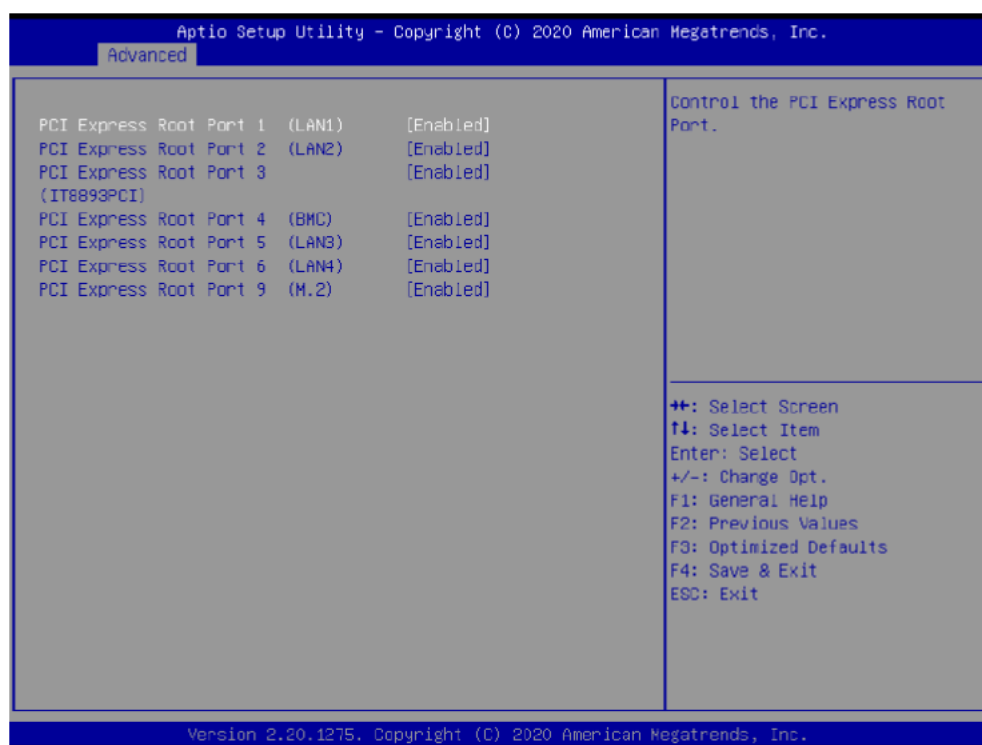 Aptio Setup Utility – Copyright (C) 2020 American Megatrends, Inc.
Advanced
PCI Express Root Port 1 (LAN1) [Enabled]
PCI Express Root Port 2 (LAN2) [Enabled]
PCI Express Root Port 3 [Enabled]
(IT8893PCI)
PCI Express Root Port 4 (BMC) [Enabled]
PCI Express Root Port 5 (LAN3) [Enabled]
PCI Express Root Port 6 (LAN4) [Enabled]
PCI Express Root Port 9 (M.2) [Enabled]
Control the PCI Express Root
Port.
→←: Select Screen
↑↓: Select Item
Enter: Select
+/-: Change Opt.
F1: General Help
F2: Previous Values
F3: Optimized Defaults
F4: Save & Exit
ESC: Exit
Version 2.20.1275. Copyright (C) 2020 American Megatrends, Inc.